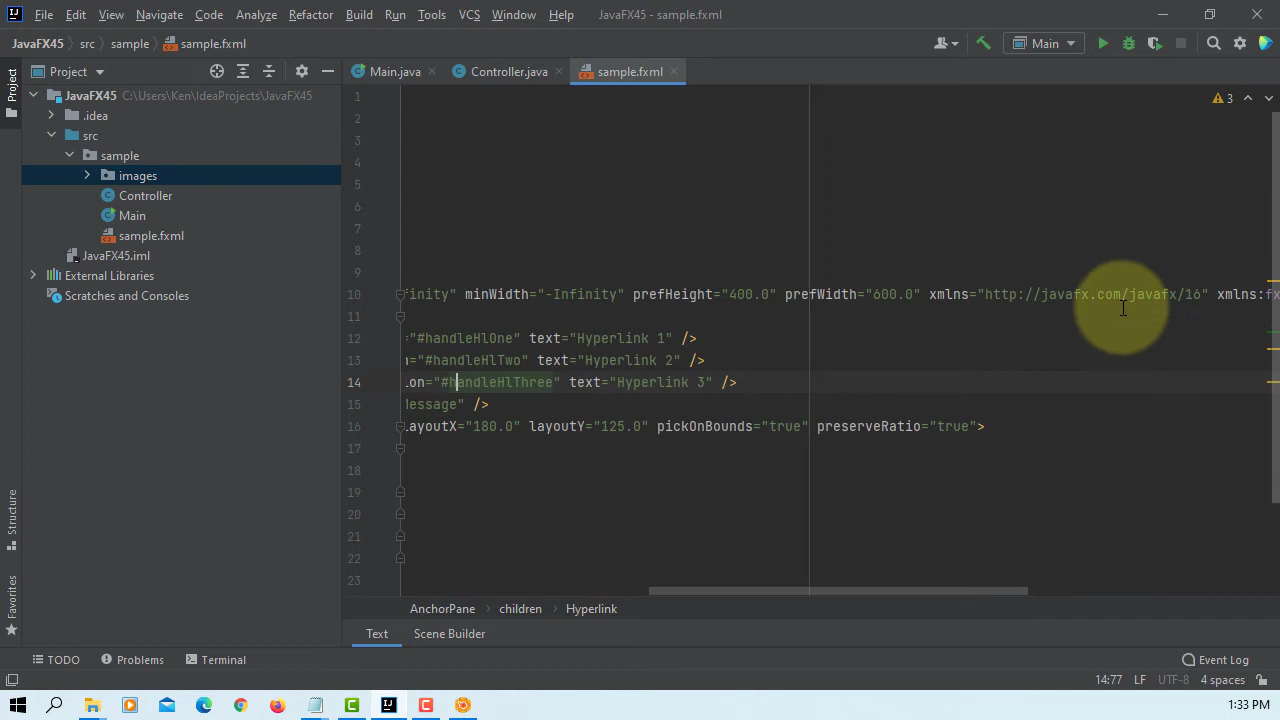 File Edit View Navigate Code Analyze Refactor Build Run Tools VCS Window Help JavaFX45 - sample.fxml
JavaFX45 src sample sample.fxml Main
Project Main.java Controller.java sample.fxml
Project
JavaFX45 C:\Users\Ken\IdeaProjects\JavaFX45
.idea
src
sample
images
Controller
Main
sample.fxml
JavaFX45.iml
External Libraries
Scratches and Consoles
Structure
Favorites
3
1
2
3
4
5
6
7
8
9
10 finity" minWidth="-Infinity" prefHeight="400.0" prefWidth="600.0" xmlns="http://javafx.com/javafx/16" xmlns:fx
11
12 ="#handleHlOne" text="Hyperlink 1" />
13 n="#handleHlTwo" text="Hyperlink 2" />
14 ion="#handleHlThree" text="Hyperlink 3" />
15 Message" />
16 layoutX="180.0" layoutY="125.0" pickOnBounds="true" preserveRatio="true">
17
18
19
20
21
22
23
AnchorPane children Hyperlink
Text Scene Builder
TODO Problems Terminal Event Log
14:77 LF UTF-8 4 spaces
1:33 PM